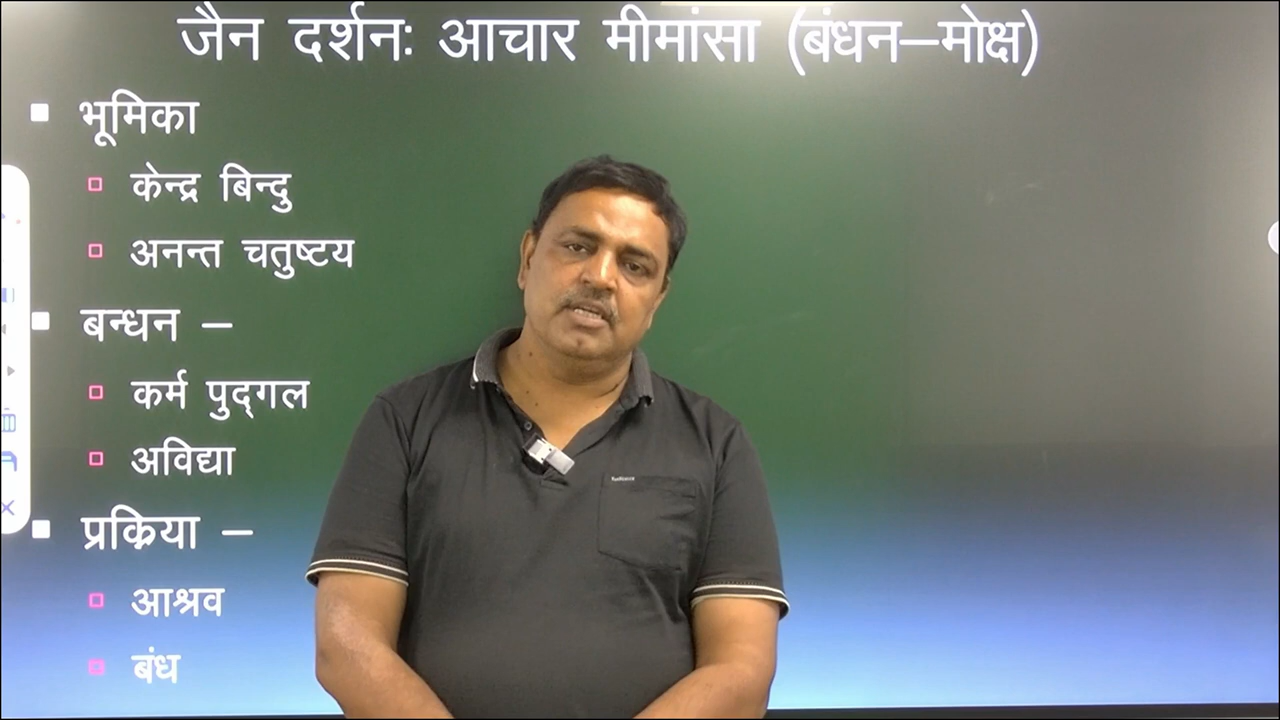 जैन दर्शनः आचार मीमांसा (बंधन–मोक्ष)
भूमिका
केन्द्र बिन्दु
अनन्त चतुष्टय
बन्धन –
कर्म पुद्गल
अविद्या
प्रक्रिया –
आश्रव
बंध